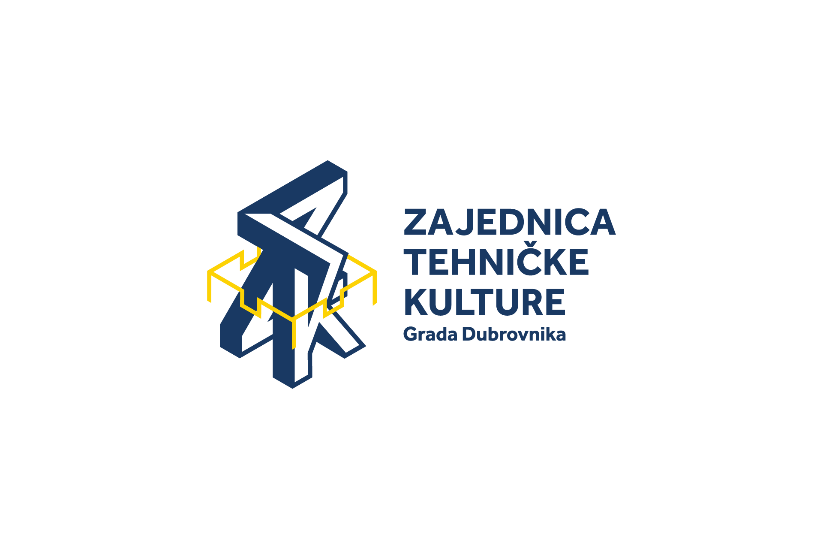 ZAJEDNICA
TEHNIČKE
KULTURE
Grada Dubrovnika